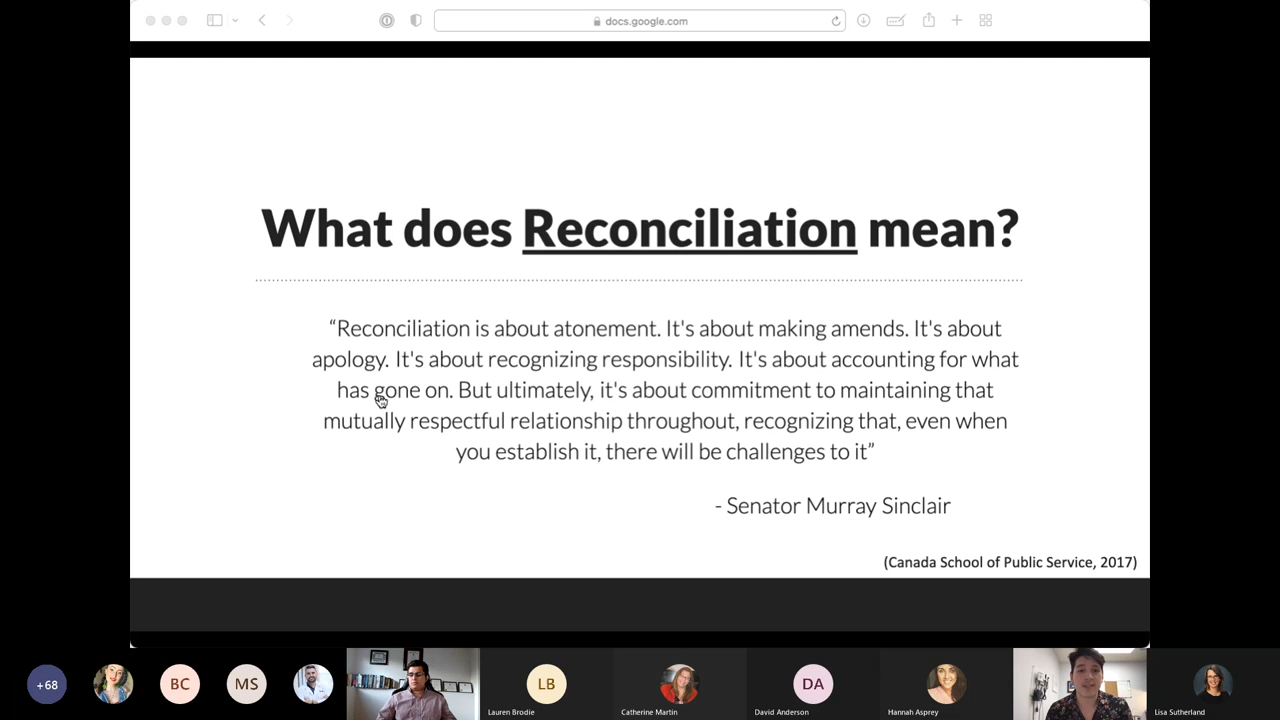 docs.google.com
What does Reconciliation mean?
“Reconciliation is about atonement. It's about making amends. It's about
apology. It's about recognizing responsibility. It's about accounting for what
has gone on. But ultimately, it's about commitment to maintaining that
mutually respectful relationship throughout, recognizing that, even when
you establish it, there will be challenges to it”
- Senator Murray Sinclair
(Canada School of Public Service, 2017)
+68
BC
MS
LB
DA
Lauren Brodie
Catherine Martin
David Anderson
Hannah Asprey
Lisa Sutherland